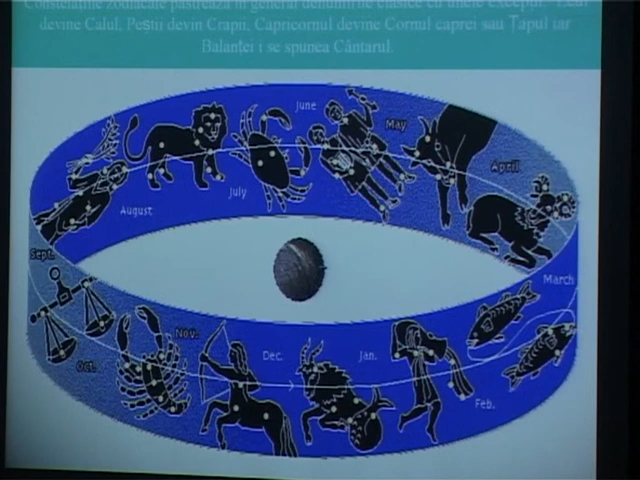 Constelațiile zodiacale păstrează în general denumirile clasice cu unele excepții
devine Calul, Peștii devin Crapii, Capricornul devine Cornul caprei sau Țapul iar
Balanței i se spunea Cântarul.
June
May
April
July
August
Sept.
March
Nov.
Dec.
Jan.
Oct.
Feb.